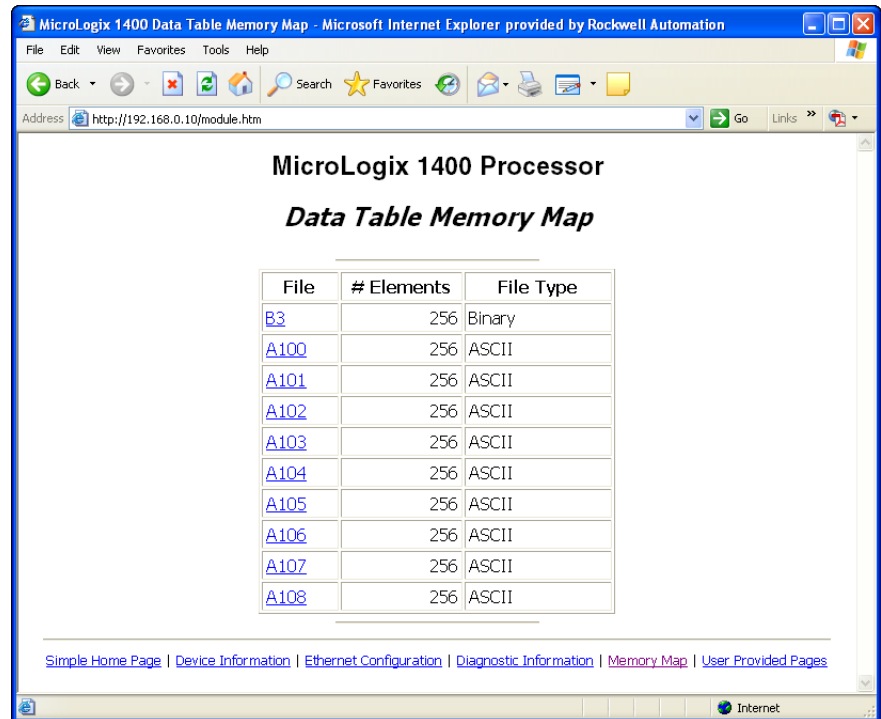 MicroLogix 1400 Data Table Memory Map - Microsoft Internet Explorer provided by Rockwell Automation
File Edit View Favorites Tools Help
Back Search Favorites
Address http://192.168.0.10/module.htm Go Links »
MicroLogix 1400 Processor
Data Table Memory Map
File # Elements File Type
B3 256 Binary
A100 256 ASCII
A101 256 ASCII
A102 256 ASCII
A103 256 ASCII
A104 256 ASCII
A105 256 ASCII
A106 256 ASCII
A107 256 ASCII
A108 256 ASCII
Simple Home Page | Device Information | Ethernet Configuration | Diagnostic Information | Memory Map | User Provided Pages
Internet